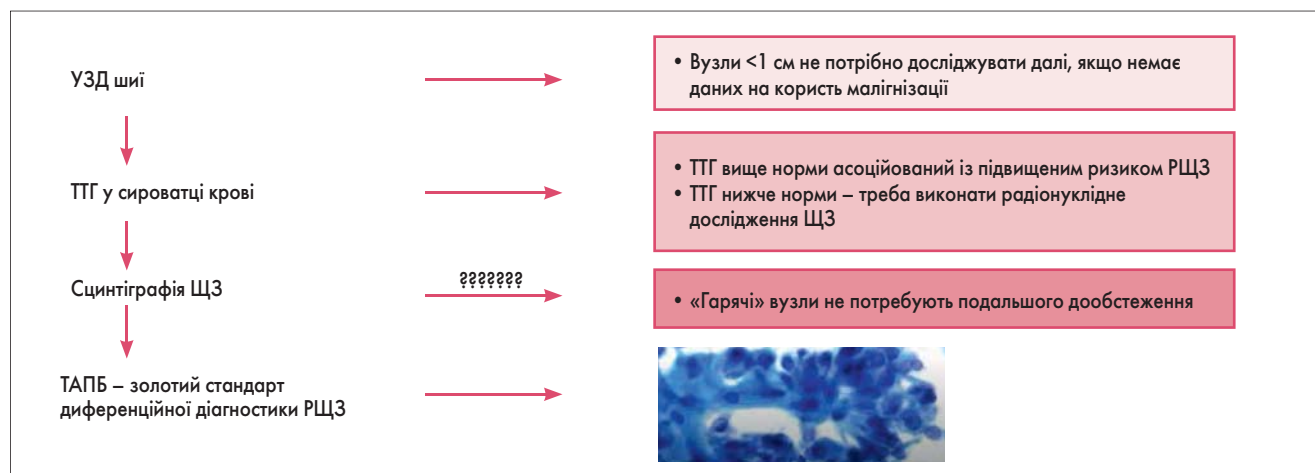 УЗД шиї
• Вузли <1 см не потрібно досліджувати далі, якщо немає
даних на користь малігнізації
ТТГ у сироватці крові
• ТТГ вище норми асоційований із підвищеним ризиком РЩЗ
• ТТГ нижче норми – треба виконати радіонуклідне
дослідження ЩЗ
Сцинтіграфія ЩЗ
???????
• «Гарячі» вузли не потребують подальшого дообстеження
ТАПБ – золотий стандарт
диференційної діагностики РЩЗ